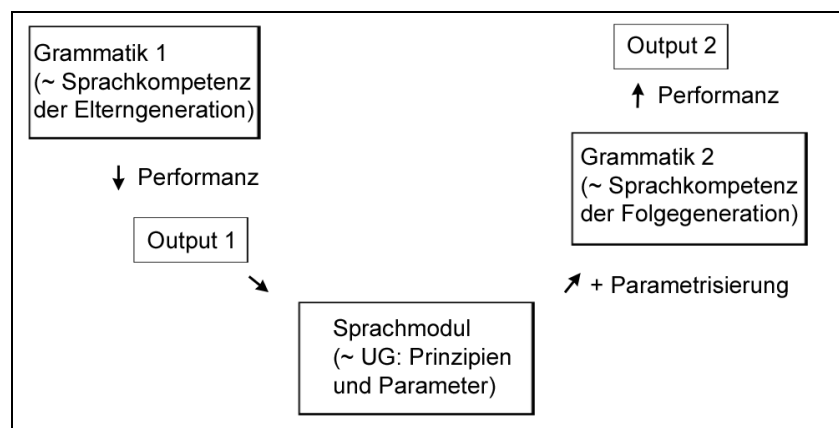 Grammatik 1
(~ Sprachkompetenz
der Elterngeneration)
↓ Performanz
Output 1
Sprachmodul
(~ UG: Prinzipien
und Parameter)
+ Parametrisierung
Grammatik 2
(~ Sprachkompetenz
der Folgegeneration)
Performanz
Output 2